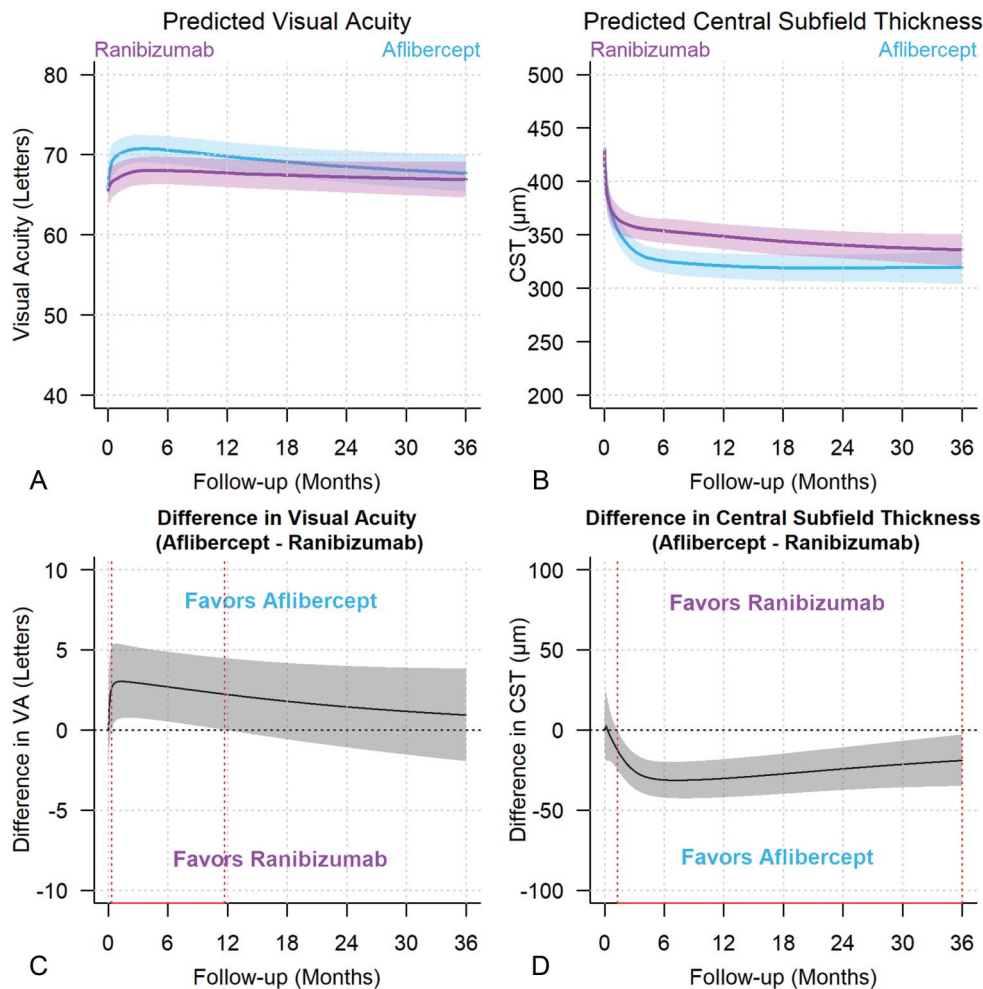 Predicted Visual Acuity
Ranibizumab Aflibercept
80
70
60
50
40
Visual Acuity (Letters)
0 6 12 18 24 30 36
Follow-up (Months)
A
Predicted Central Subfield Thickness
Ranibizumab Aflibercept
500
450
400
350
300
250
200
CST (µm)
0 6 12 18 24 30 36
Follow-up (Months)
B
Difference in Visual Acuity
(Aflibercept - Ranibizumab)
10
5
0
-5
-10
Difference in VA (Letters)
Favors Aflibercept
Favors Ranibizumab
0 6 12 18 24 30 36
Follow-up (Months)
C
Difference in Central Subfield Thickness
(Aflibercept - Ranibizumab)
100
50
0
-50
-100
Difference in CST (µm)
Favors Ranibizumab
Favors Aflibercept
0 6 12 18 24 30 36
Follow-up (Months)
D